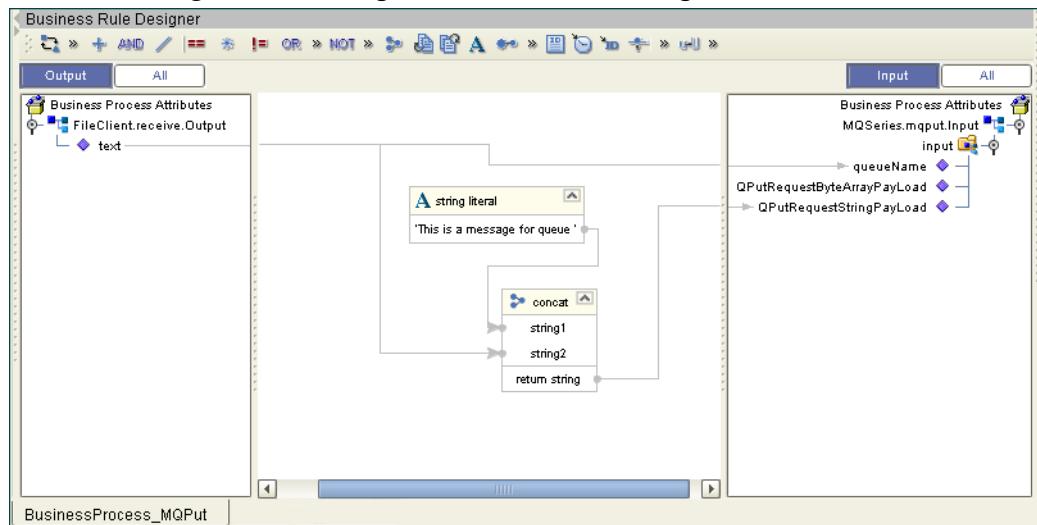 Business Rule Designer
» + AND / == != OR » NOT » A » »  »
Output All Input All
Business Process Attributes
FileClient.receive.Output
text
A string literal
'This is a message for queue '
concat
string1
string2
return string
Business Process Attributes
MQSeries.mqput.Input
input
queueName
QPutRequestByteArrayPayLoad
QPutRequestStringPayLoad
BusinessProcess_MQPut